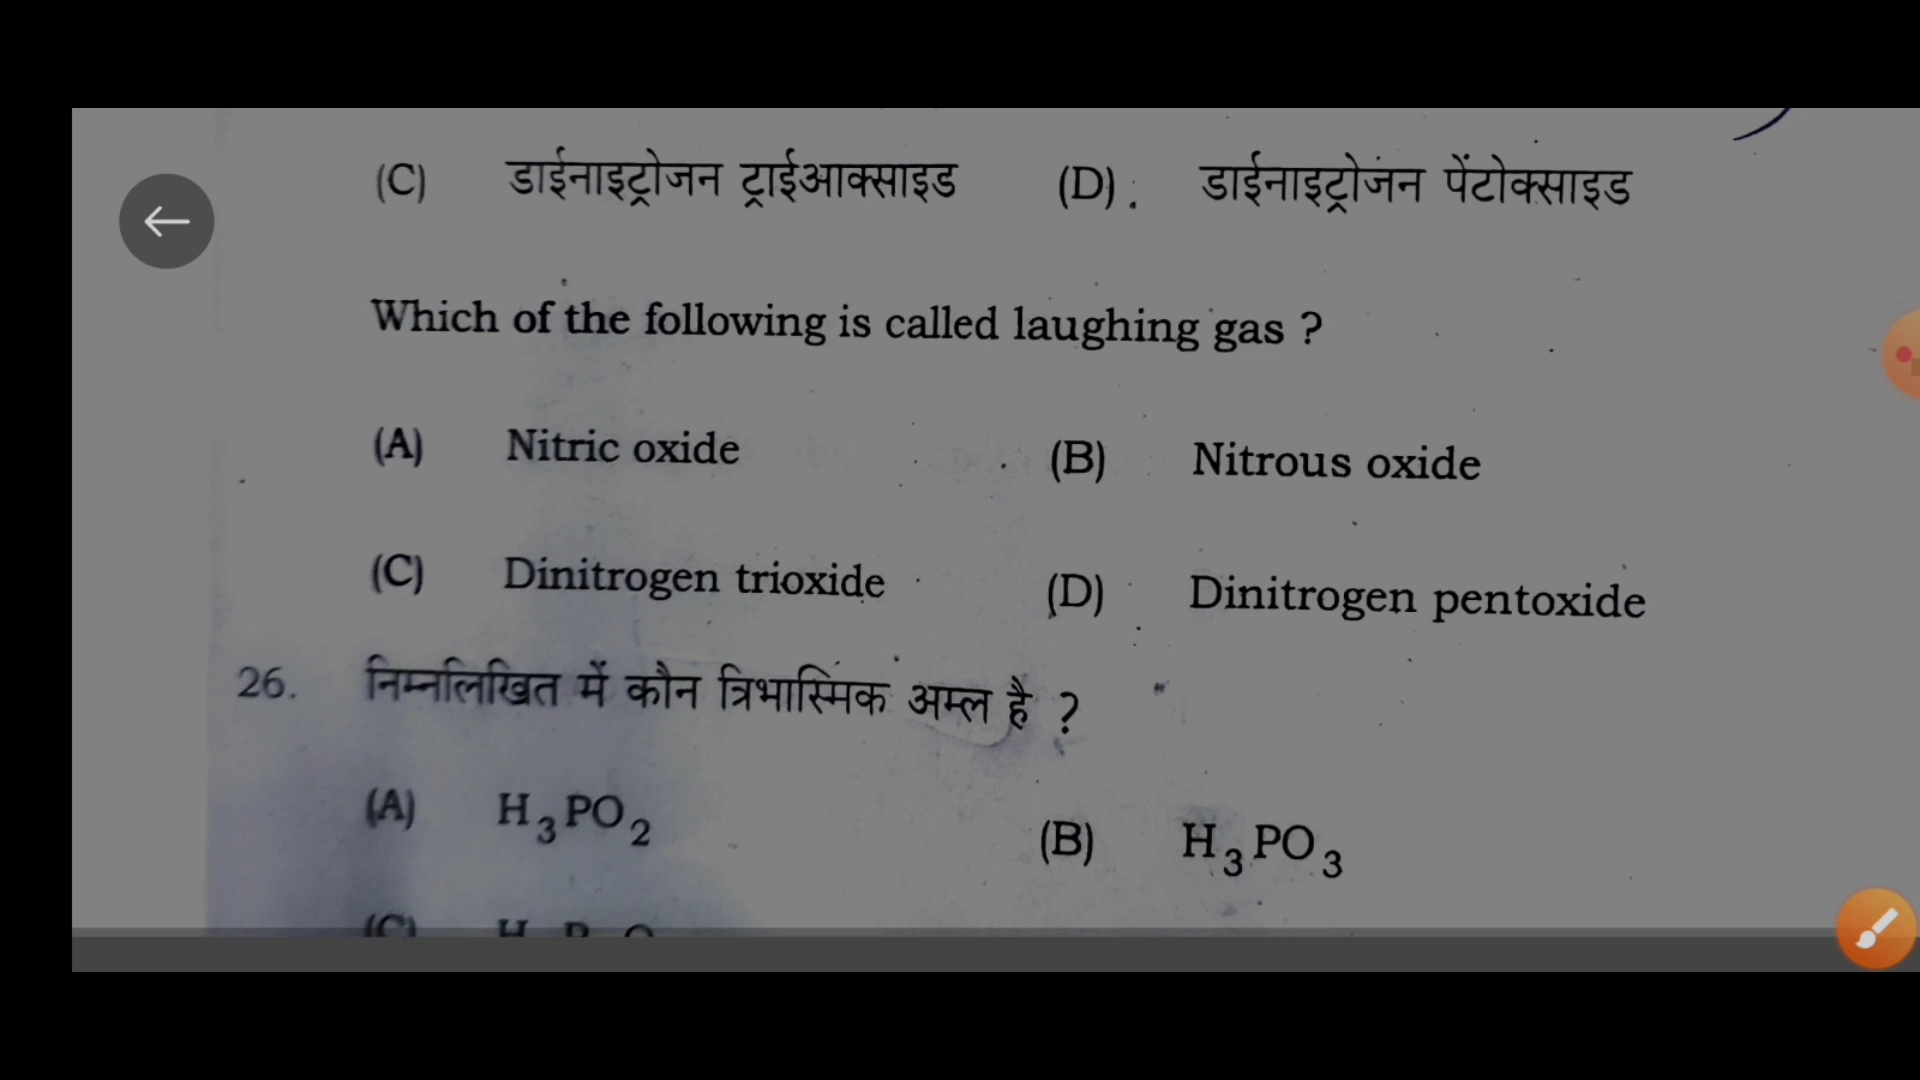 (C) डाईनाइट्रोजन ट्राईआक्साइड (D) डाईनाइट्रोजन पेंटोक्साइड
Which of the following is called laughing gas ?
(A) Nitric oxide (B) Nitrous oxide
(C) Dinitrogen trioxide (D) Dinitrogen pentoxide
26. निम्नलिखित में कौन त्रिभास्मिक अम्ल है ?
(A) H₃PO₂ (B) H₃PO₃
(C)